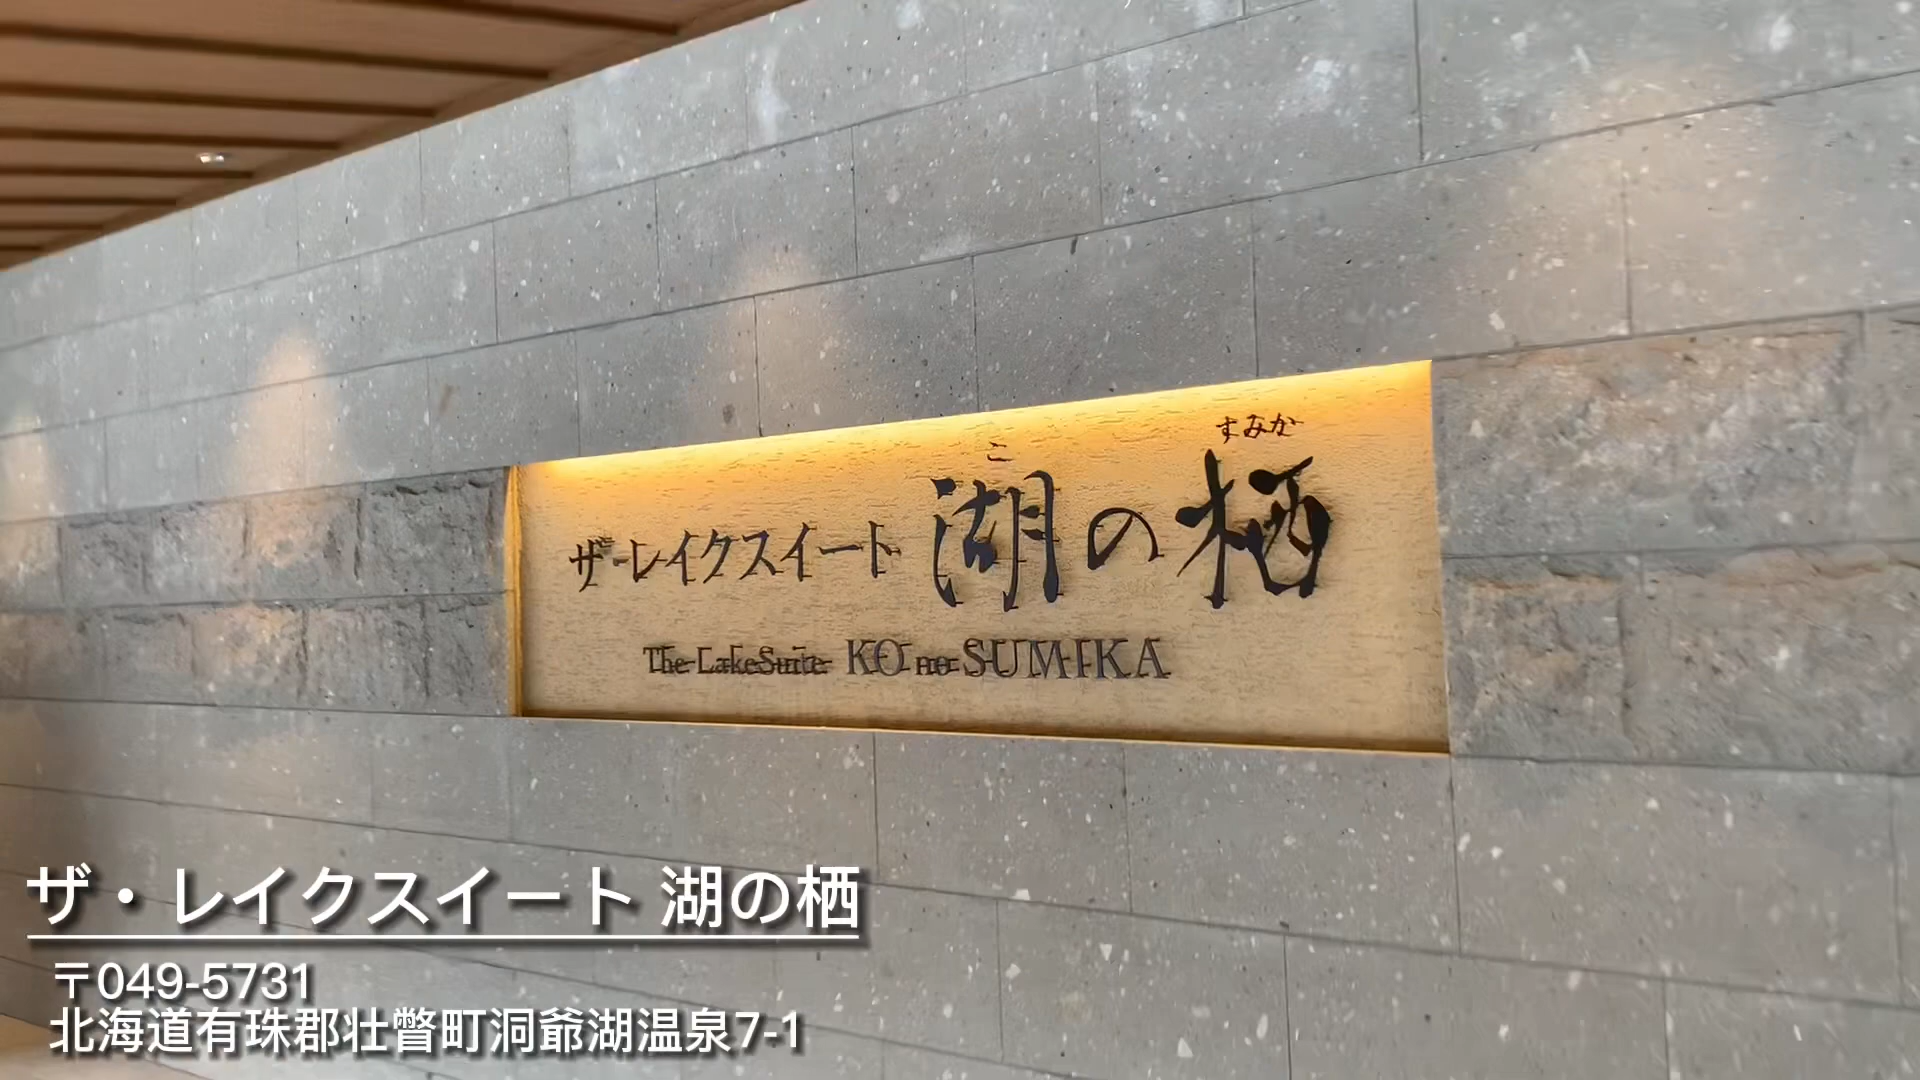 こ すみか
ザ・レイクスイート 湖の栖
The LakeSuite KO no SUMIKA
ザ・レイクスイート 湖の栖
〒049-5731
北海道有珠郡壮瞥町洞爺湖温泉7-1